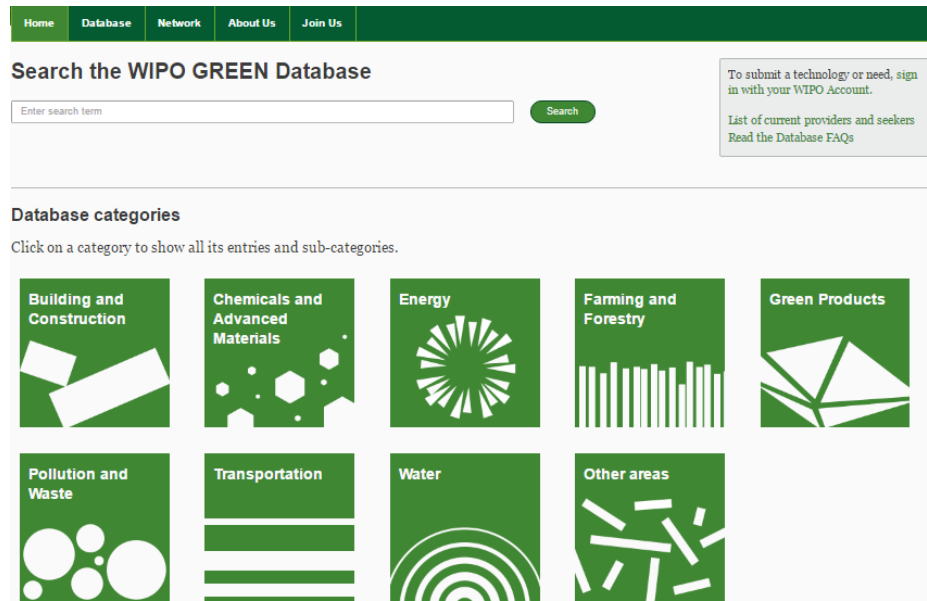 Home Database Network About Us Join Us
Search the WIPO GREEN Database
Enter search term
Search
To submit a technology or need, sign
in with your WIPO Account.
List of current providers and seekers
Read the Database FAQs
Database categories
Click on a category to show all its entries and sub-categories.
Building and
Construction
Chemicals and
Advanced
Materials
Energy
Farming and
Forestry
Green Products
Pollution and
Waste
Transportation
Water
Other areas